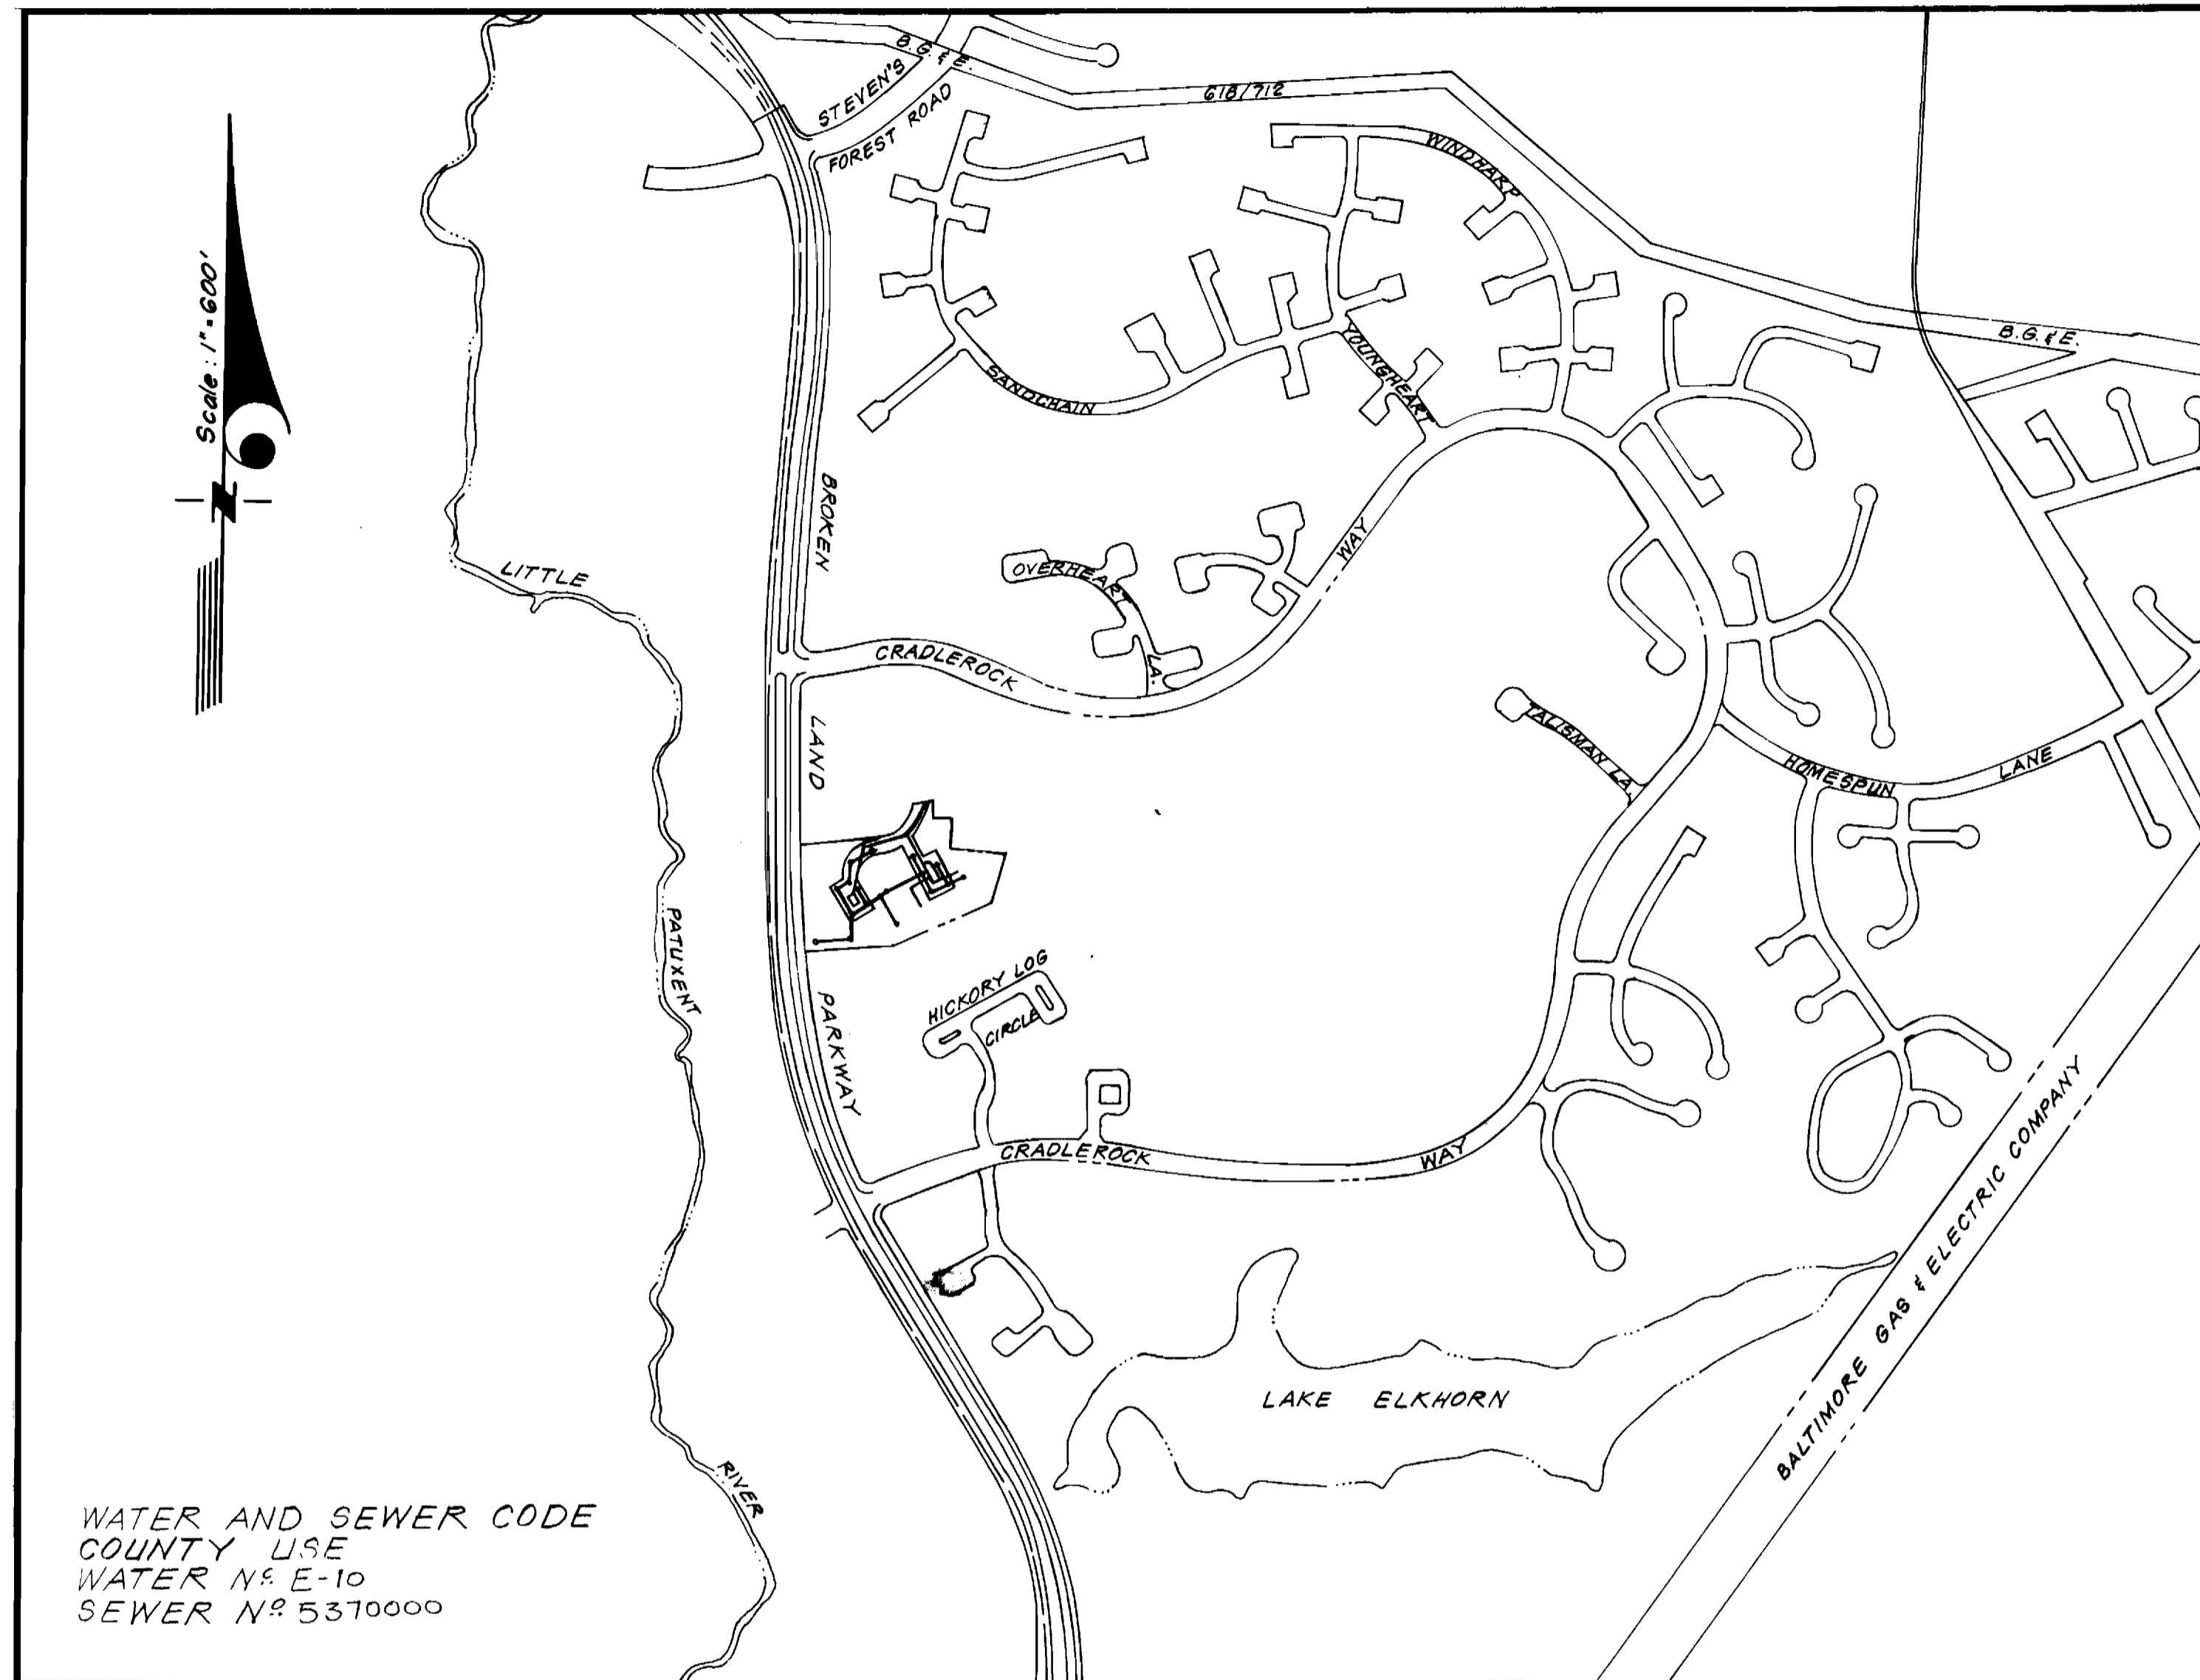 B.G. & E.
STEVEN'S
FOREST ROAD
618/712
WINDHARP
Scale: 1"=600'
N
B.G. & E.
YOUNGHEART
SANDCHAIN
BROKEN
WAY
LITTLE
OVERHEART
LA.
CRADLEROCK
LAND
TALISMAN LA.
HOMESPUN
LANE
PATUXENT
HICKORY LOG
CIRCLE
PARKWAY
CRADLEROCK
WAY
BALTIMORE GAS & ELECTRIC COMPANY
LAKE ELKHORN
RIVER
WATER AND SEWER CODE
COUNTY USE
WATER Nº E-10
SEWER Nº 5370000